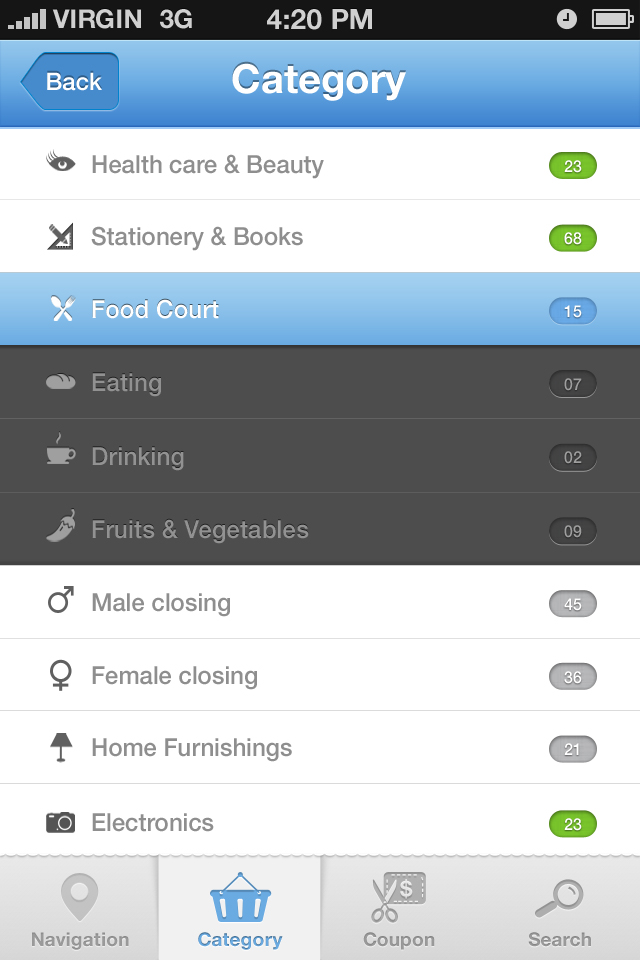 VIRGIN 3G 4:20 PM
Back Category
Health care & Beauty 23
Stationery & Books 68
Food Court 15
Eating 07
Drinking 02
Fruits & Vegetables 09
Male closing 45
Female closing 36
Home Furnishings 21
Electronics 23
$
Navigation Category Coupon Search